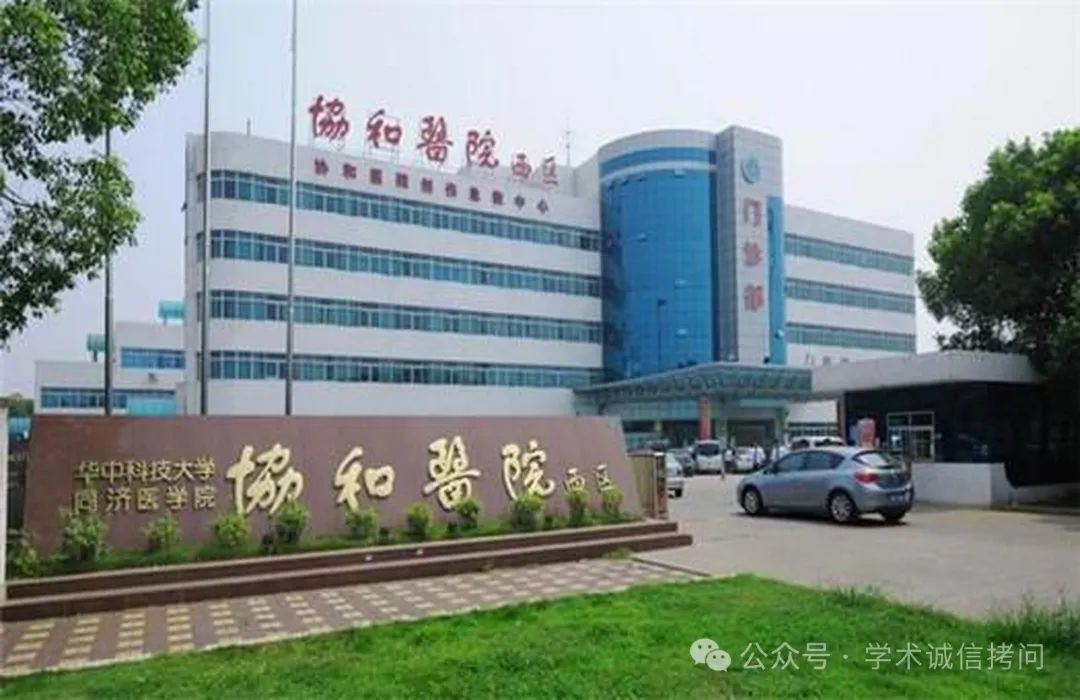 協和醫院西区
协和医院创伤急救中心
门诊部
华中科技大学
同济医学院
協和醫院西区
公众号 · 学术诚信拷问